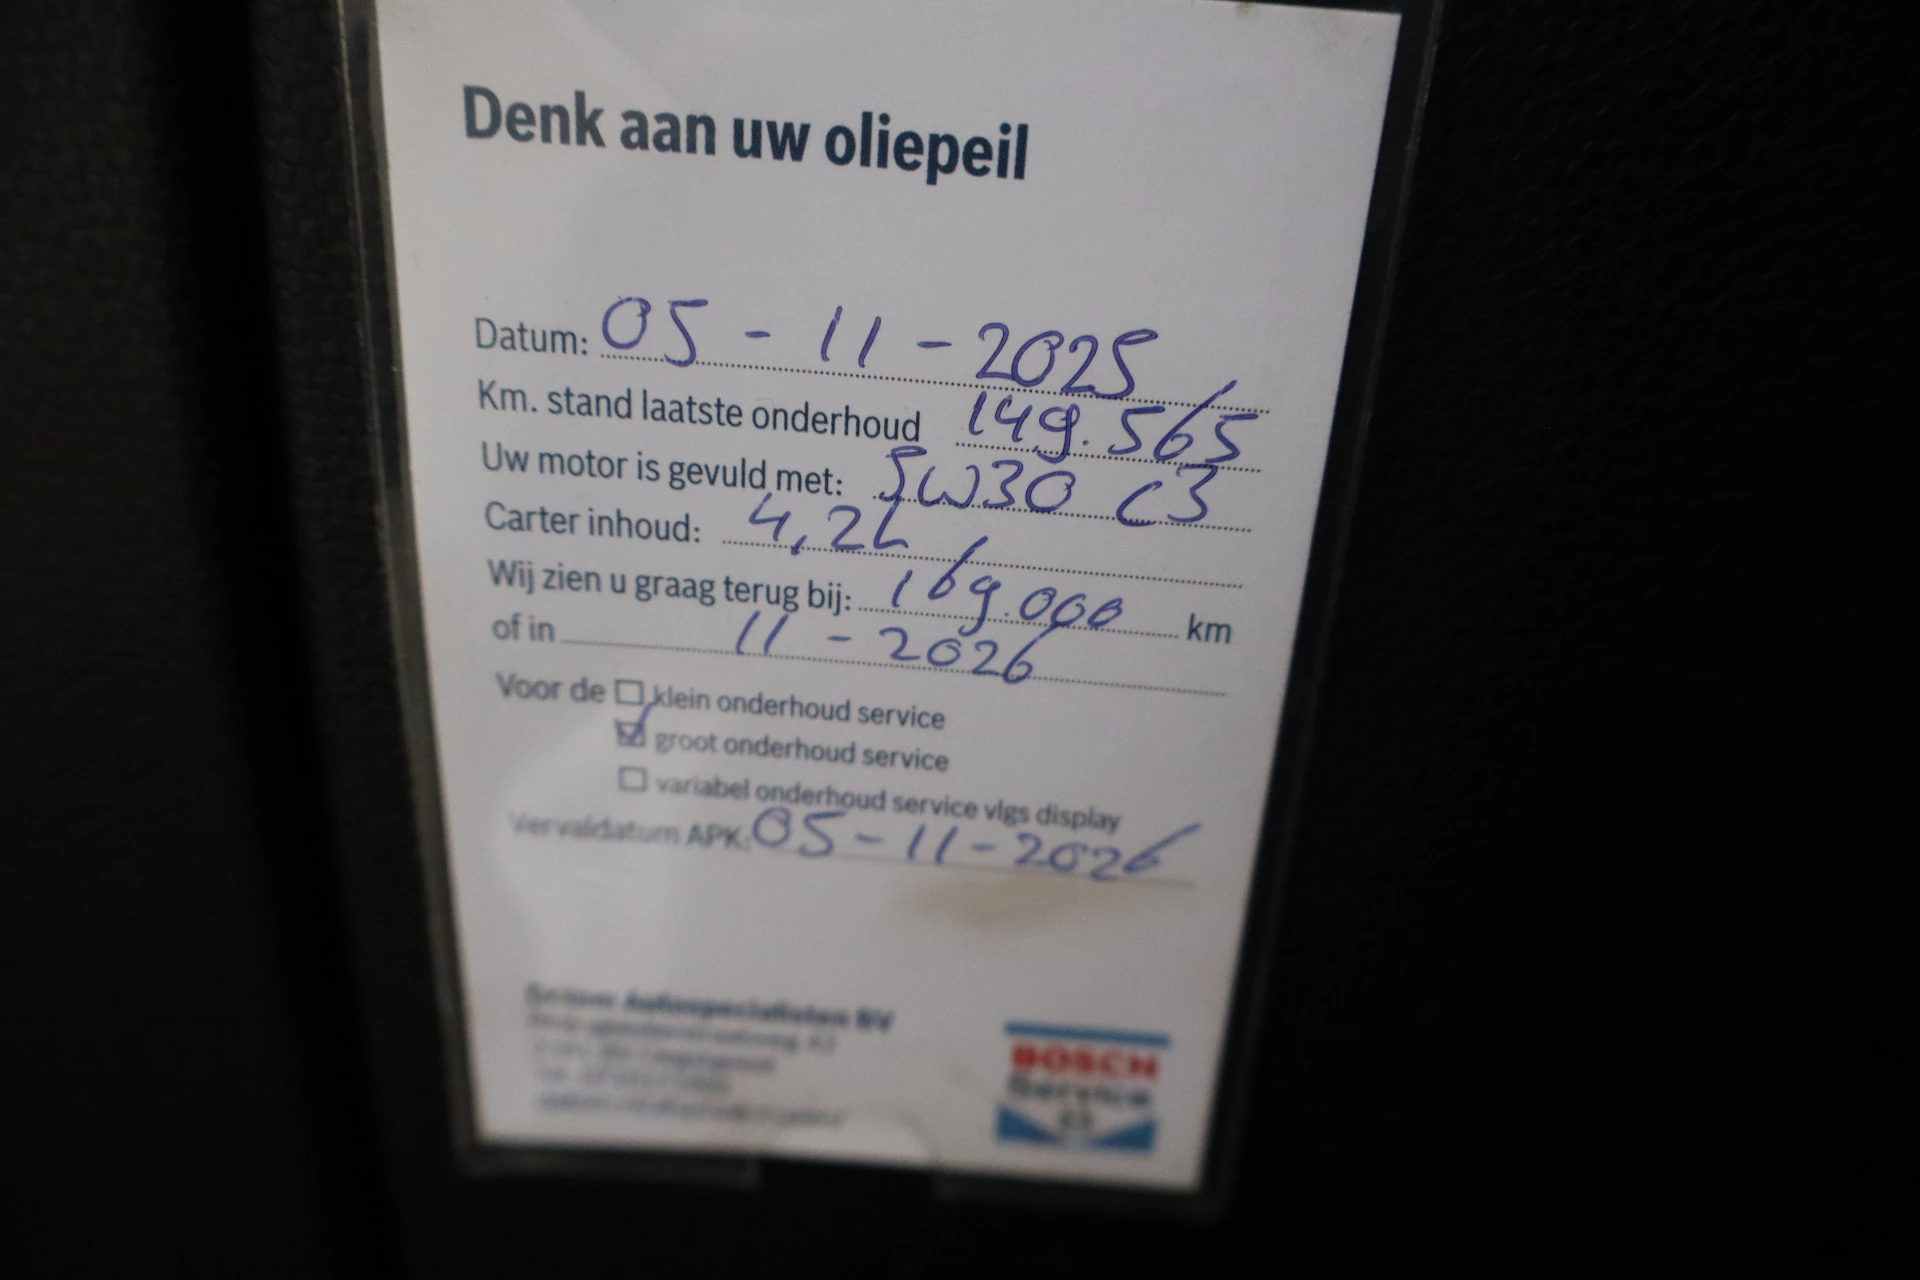 Denk aan uw oliepeil
Datum: 05 - 11 - 2025
Km. stand laatste onderhoud 149.565
Uw motor is gevuld met: 5W30 C3
Carter inhoud: 4,2L
Wij zien u graag terug bij: 169.000 km
of in 11 - 2026
Voor de klein onderhoud service
groot onderhoud service
variabel onderhoud service vlgs display
Vervaldatum APK: 05-11-2026
Autospecialisten BV
BOSCH
Service